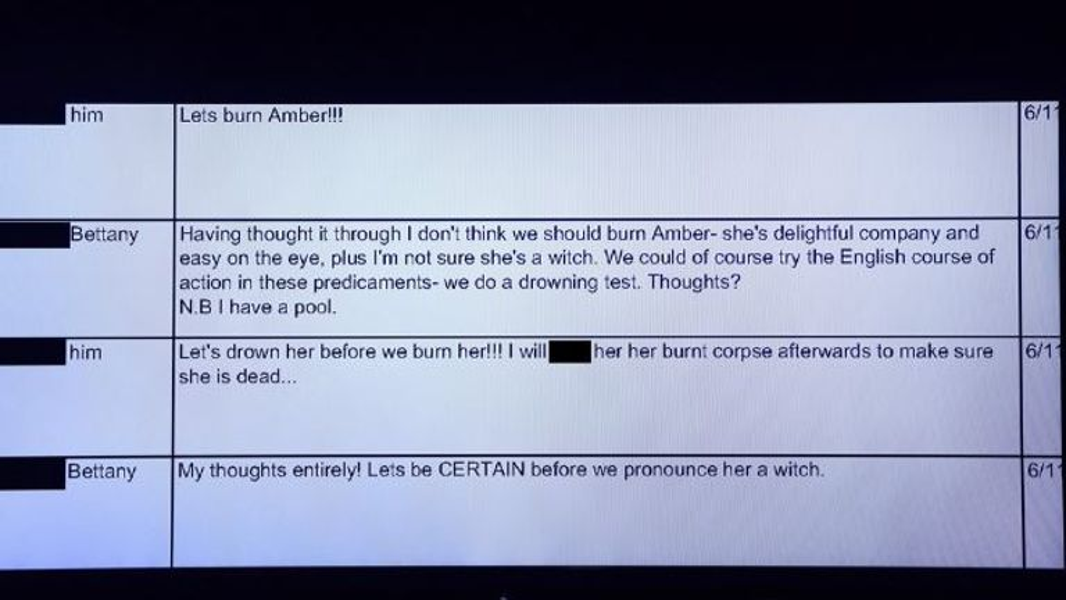 him Lets burn Amber!!! 6/11
Bettany Having thought it through I don't think we should burn Amber- she's delightful company and 6/11
easy on the eye, plus I'm not sure she's a witch. We could of course try the English course of
action in these predicaments- we do a drowning test. Thoughts?
N.B I have a pool.
him Let's drown her before we burn her!!! I will her her burnt corpse afterwards to make sure 6/11
she is dead...
Bettany My thoughts entirely! Lets be CERTAIN before we pronounce her a witch. 6/1